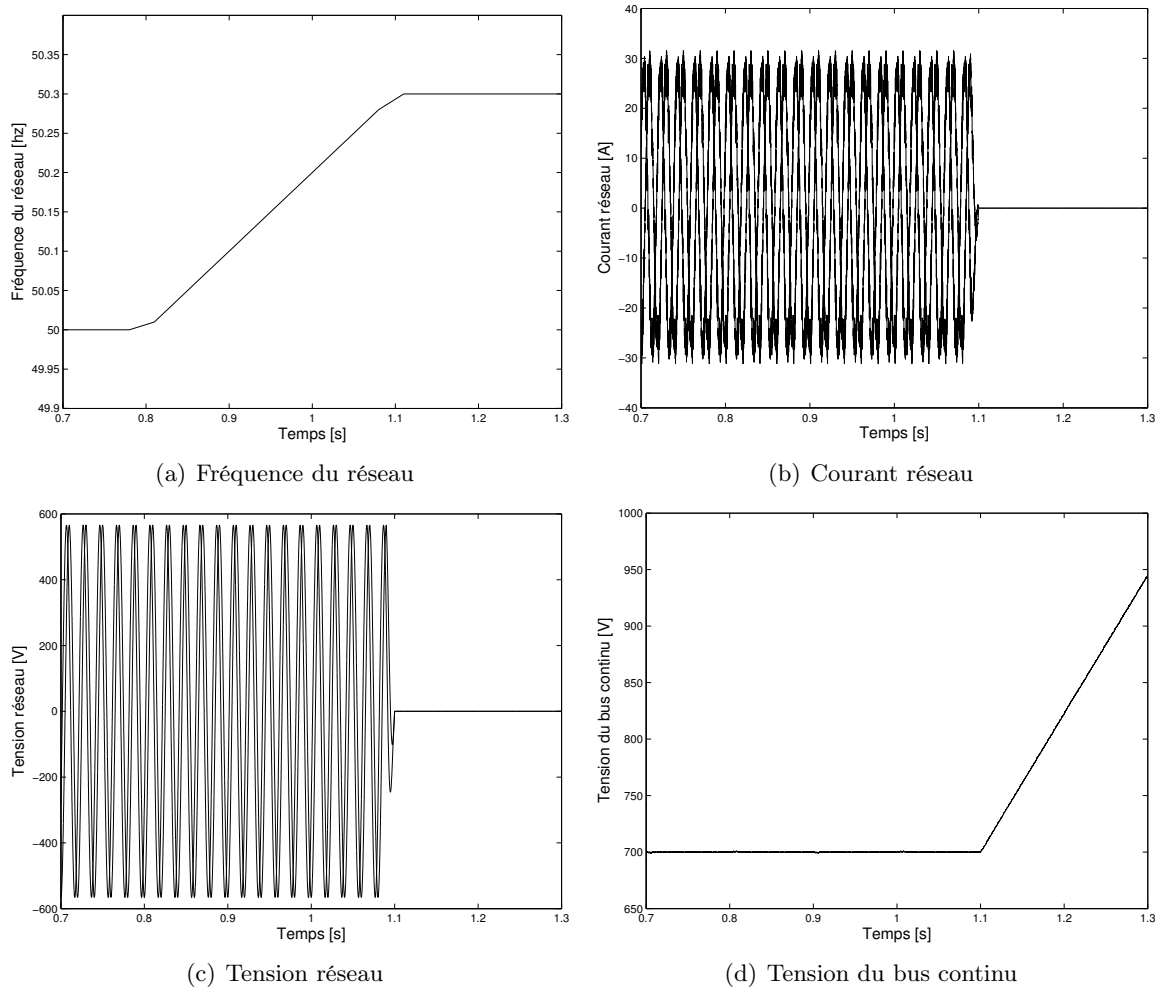 50.35
50.3
50.25
50.2
50.15
50.1
50.05
50
49.95
49.9
Fréquence du réseau [hz]
0.7 0.8 0.9 1 1.1 1.2 1.3
Temps [s]
(a) Fréquence du réseau
40
30
20
10
0
−10
−20
−30
−40
Courant réseau [A]
0.7 0.8 0.9 1 1.1 1.2 1.3
Temps [s]
(b) Courant réseau
600
400
200
0
−200
−400
−600
Tension réseau [V]
0.7 0.8 0.9 1 1.1 1.2 1.3
Temps [s]
(c) Tension réseau
1000
950
900
850
800
750
700
650
Tension du bus continu [V]
0.7 0.8 0.9 1 1.1 1.2 1.3
Temps [s]
(d) Tension du bus continu